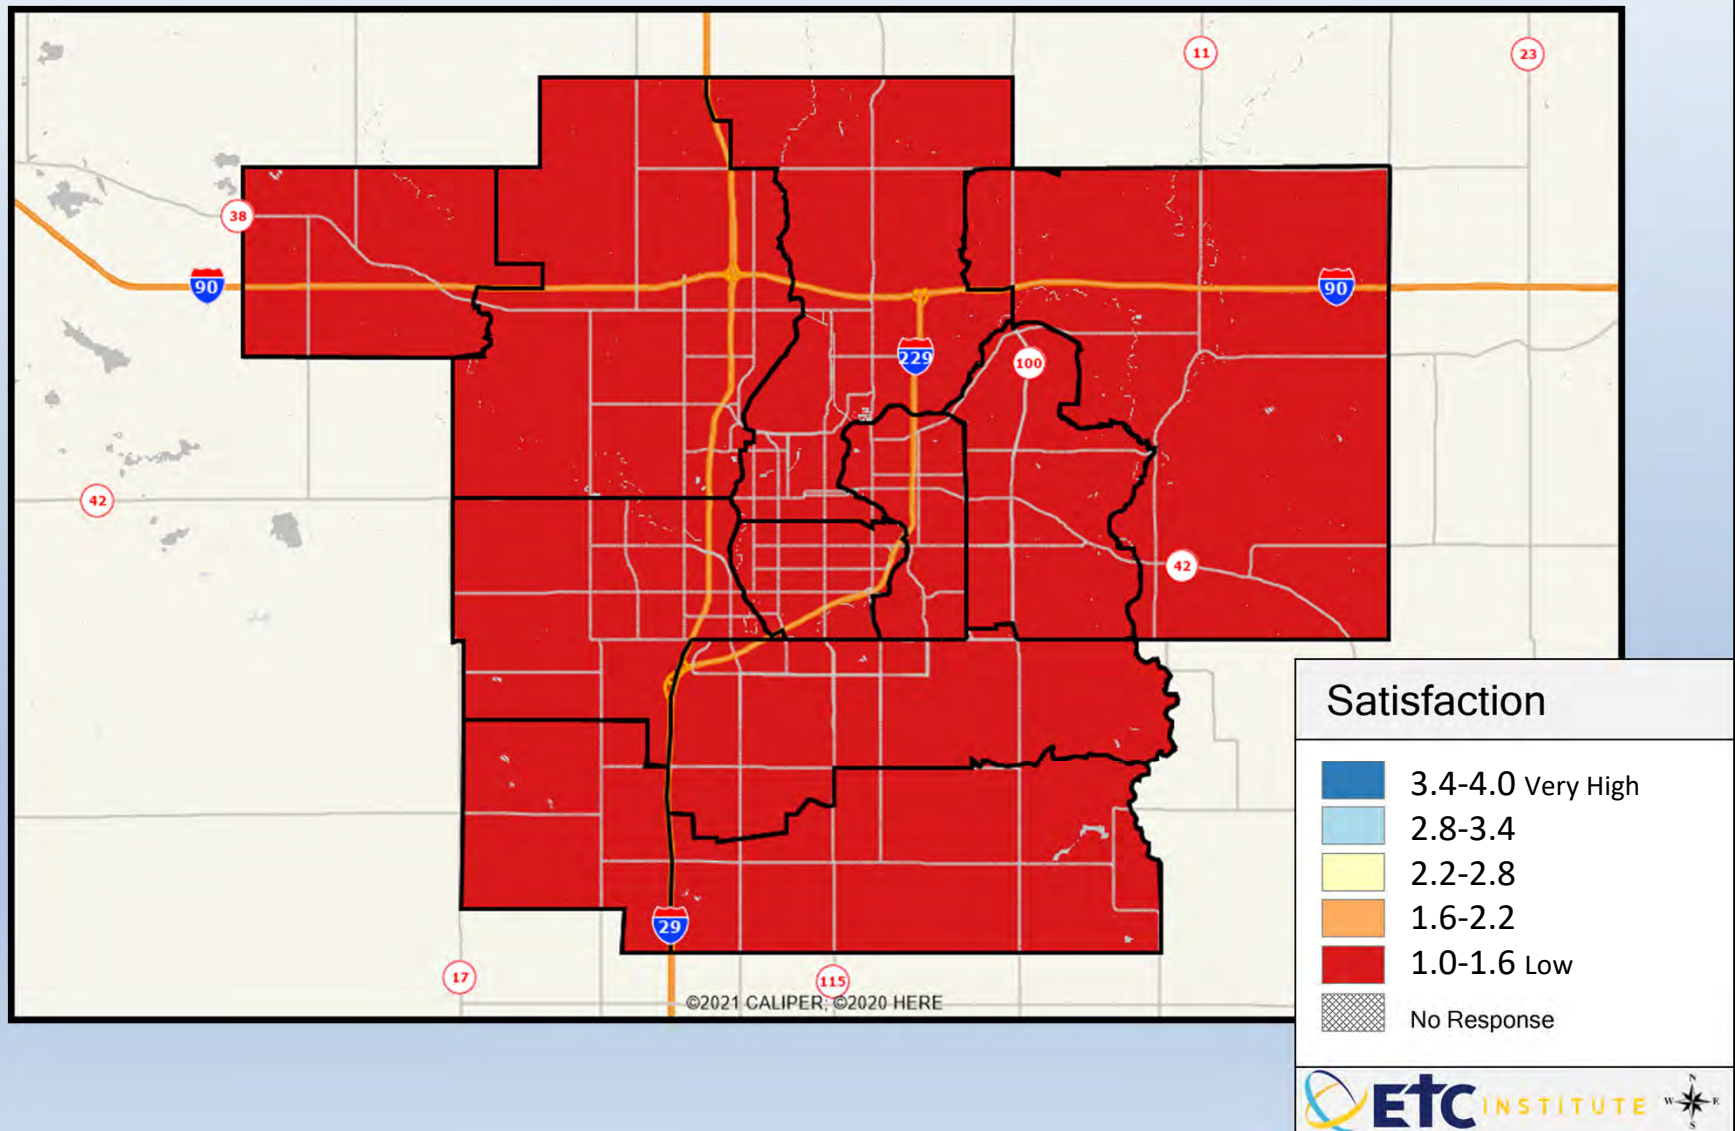 11
23
38
90
90
229
100
42
42
29
17
115
©2021 CALIPER; ©2020 HERE
Satisfaction
3.4-4.0 Very High
2.8-3.4
2.2-2.8
1.6-2.2
1.0-1.6 Low
No Response
ETC INSTITUTE
N
W E
S